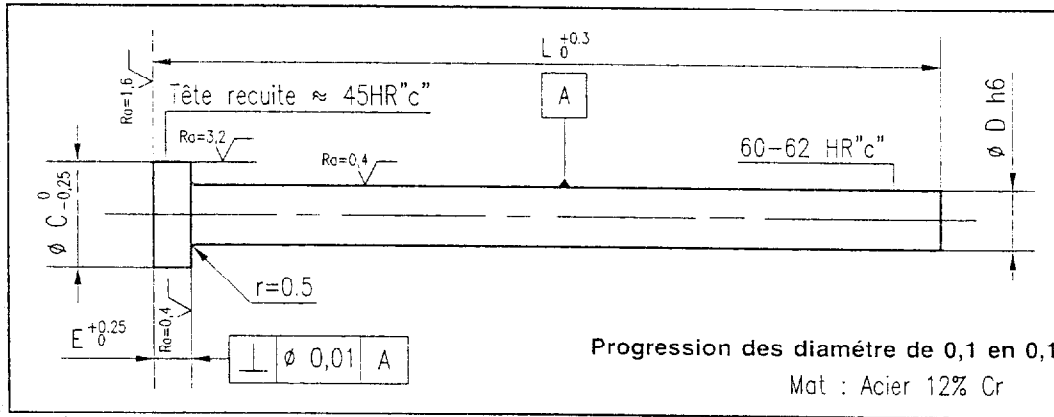 L +0.3 0
Ra=1,6
Tête recuite ≈ 45HR"c"
A
Ra=3,2
Ra=0,4
60-62 HR"c"
ø D h6
ø C 0 -0,25
r=0.5
E +0.25 0
Ra=0,4
⊥ ø 0,01 A
Progression des diamétre de 0,1 en 0,1
Mat : Acier 12% Cr